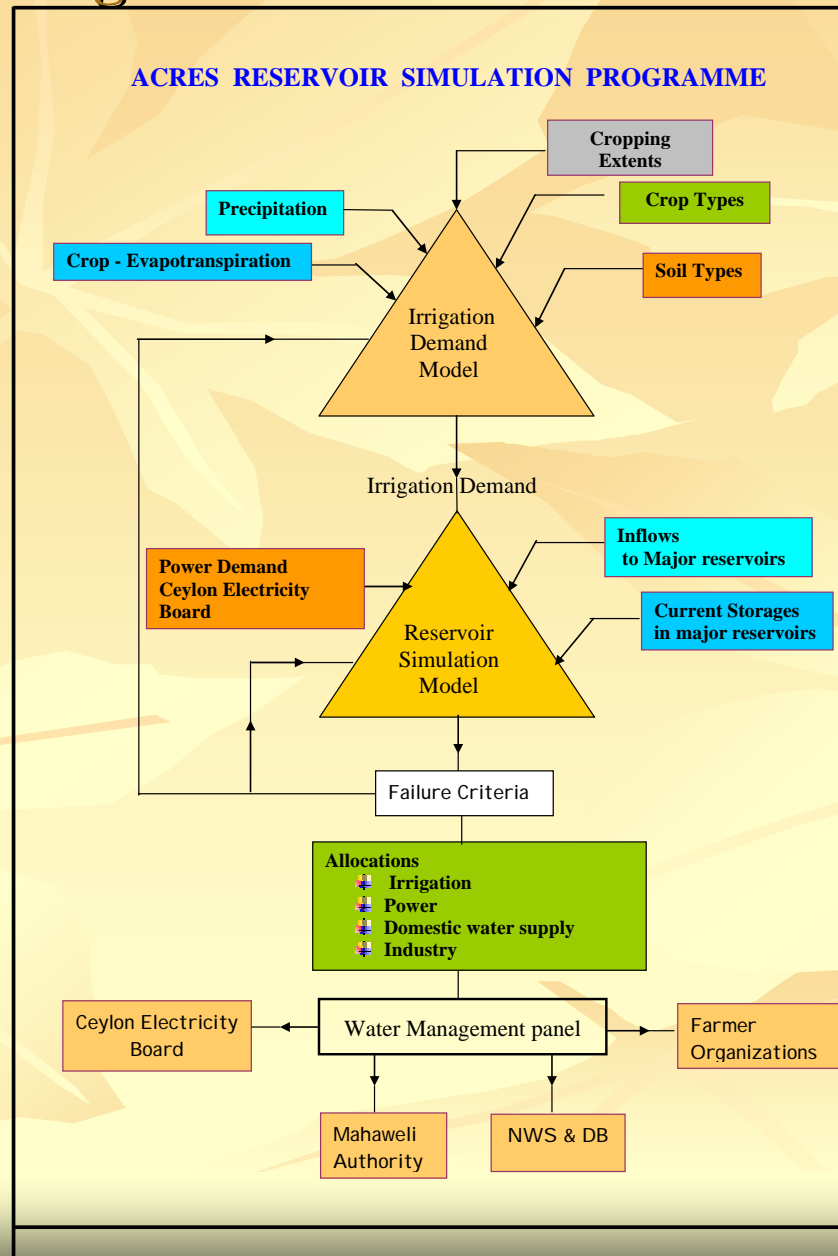 ACRES RESERVOIR SIMULATION PROGRAMME
Cropping
Extents
Precipitation
Crop Types
Crop - Evapotranspiration
Soil Types
Irrigation
Demand
Model
Irrigation Demand
Power Demand
Ceylon Electricity
Board
Inflows
to Major reservoirs
Current Storages
in major reservoirs
Reservoir
Simulation
Model
Failure Criteria
Allocations
Irrigation
Power
Domestic water supply
Industry
Ceylon Electricity
Board
Water Management panel
Farmer
Organizations
Mahaweli
Authority
NWS & DB